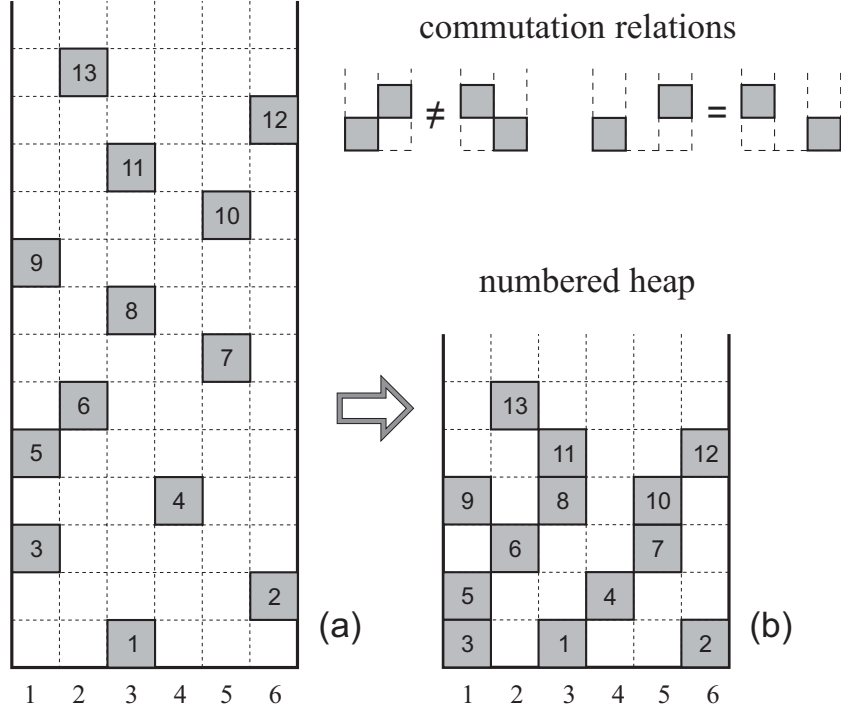 commutation relations
≠
=
13
12
11
10
9
8
7
6
5
4
3
2
1
(a)
1 2 3 4 5 6
numbered heap
13
11 12
9 8 10
6 7
5 4
3 1 2
(b)
1 2 3 4 5 6